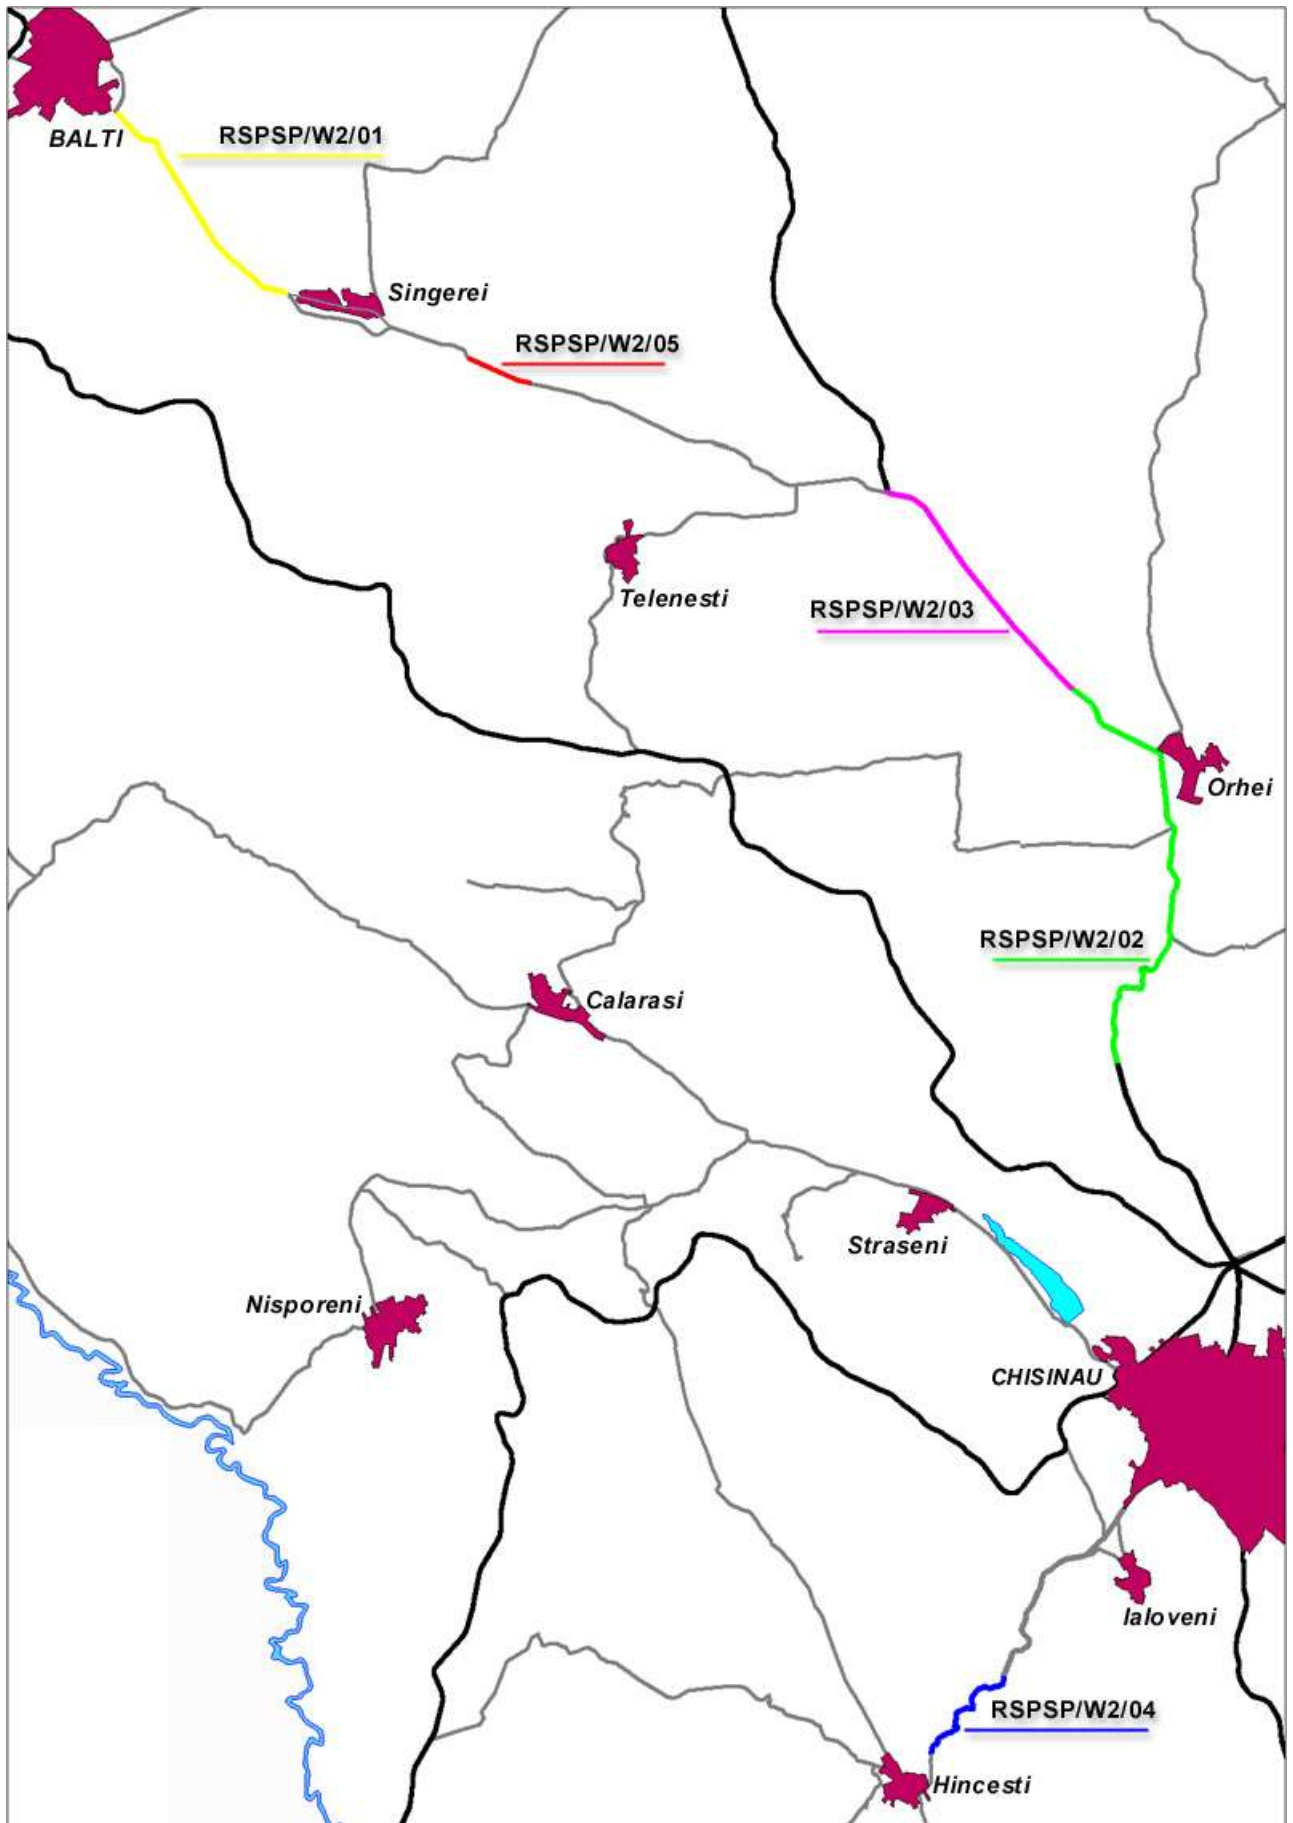 BALTI
RSPSP/W2/01
Singerei
RSPSP/W2/05
Telenesti
RSPSP/W2/03
Orhei
RSPSP/W2/02
Calarasi
Straseni
Nisporeni
CHISINAU
Ialoveni
RSPSP/W2/04
Hincesti